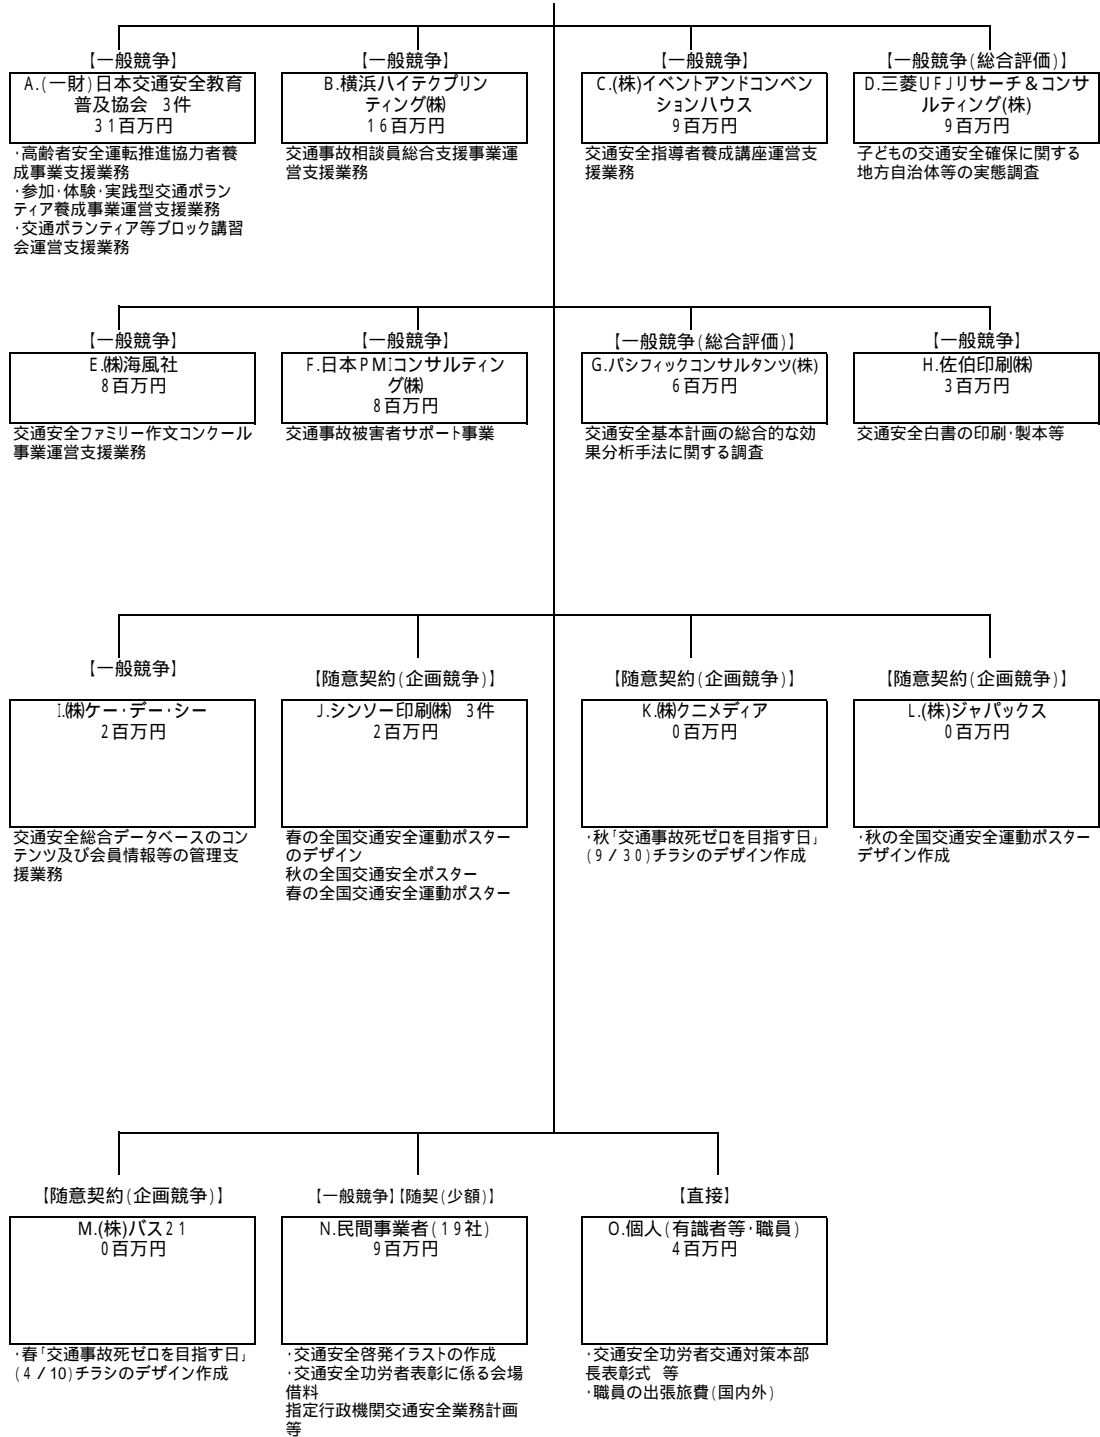 【一般競争】
A.(一財)日本交通安全教育
普及協会 3件
31百万円
・高齢者安全運転推進協力者養
成事業支援業務
・参加・体験・実践型交通ボラン
ティア養成事業運営支援業務
・交通ボランティア等ブロック講習
会運営支援業務
【一般競争】
B.横浜ハイテクプリン
ティング㈱
16百万円
交通事故相談員総合支援事業運
営支援業務
【一般競争】
C.(株)イベントアンドコンベン
ションハウス
9百万円
交通安全指導者養成講座運営支
援業務
【一般競争(総合評価)】
D.三菱UFJリサーチ&コンサ
ルティング(株)
9百万円
子どもの交通安全確保に関する
地方自治体等の実態調査
【一般競争】
E.㈱海風社
8百万円
交通安全ファミリー作文コンクール
事業運営支援業務
【一般競争】
F.日本PMIコンサルティン
グ㈱
8百万円
交通事故被害者サポート事業
【一般競争(総合評価)】
G.パシフィックコンサルタンツ(株)
6百万円
交通安全基本計画の総合的な効
果分析手法に関する調査
【一般競争】
H.佐伯印刷㈱
3百万円
交通安全白書の印刷・製本等
【一般競争】
I.㈱ケー・デー・シー
2百万円
交通安全総合データベースのコン
テンツ及び会員情報等の管理支
援業務
【随意契約(企画競争)】
J.シンソー印刷㈱ 3件
2百万円
春の全国交通安全運動ポスター
のデザイン
秋の全国交通安全ポスター
春の全国交通安全運動ポスター
【随意契約(企画競争)】
K.㈱クニメディア
0百万円
・秋「交通事故死ゼロを目指す日」
(9/30)チラシのデザイン作成
【随意契約(企画競争)】
L.(株)ジャパックス
0百万円
・秋の全国交通安全運動ポスター
デザイン作成
【随意契約(企画競争)】
M.(株)バス21
0百万円
・春「交通事故死ゼロを目指す日」
(4/10)チラシのデザイン作成
【一般競争】【随契(少額)】
N.民間事業者(19社)
9百万円
・交通安全啓発イラストの作成
・交通安全功労者表彰に係る会場
借料
指定行政機関交通安全業務計画
等
【直接】
O.個人(有識者等・職員)
4百万円
・交通安全功労者交通対策本部
長表彰式 等
・職員の出張旅費(国内外)